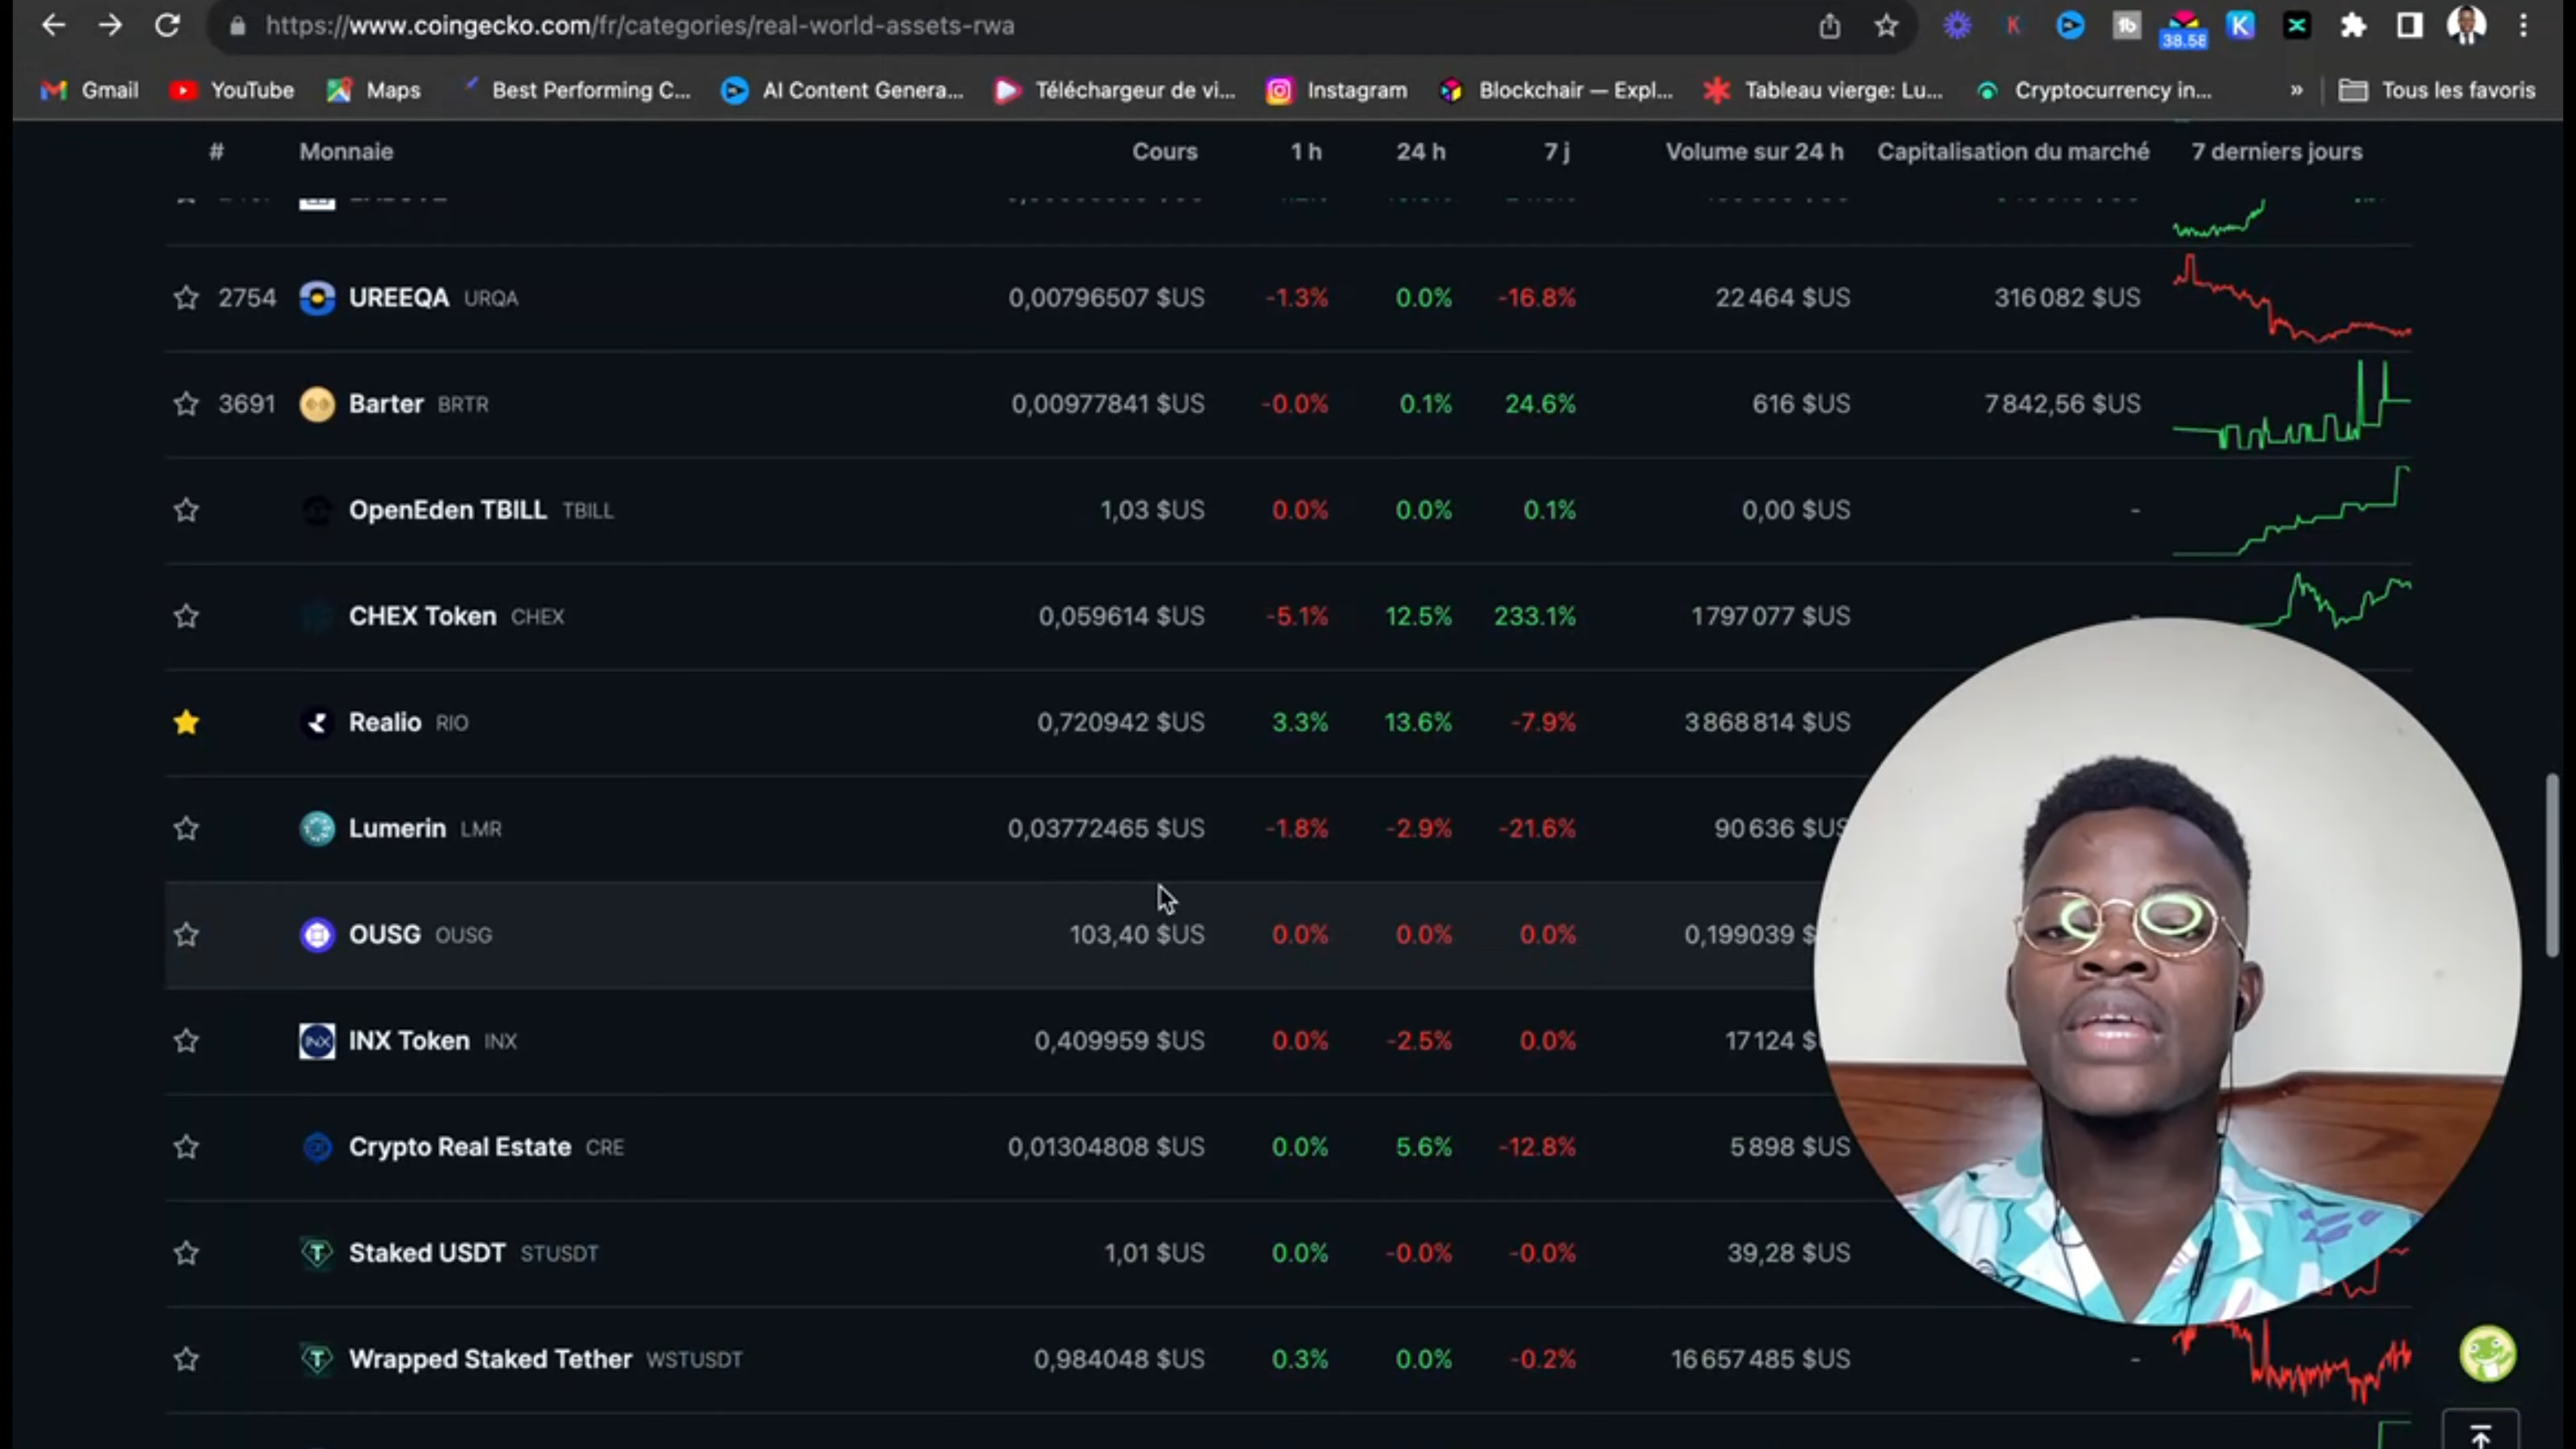 https://www.coingecko.com/fr/categories/real-world-assets-rwa
38.58
Gmail YouTube Maps Best Performing C... AI Content Genera... Téléchargeur de vi... Instagram Blockchair — Expl... Tableau vierge: Lu... Cryptocurrency in... » Tous les favoris
# Monnaie Cours 1 h 24 h 7 j Volume sur 24 h Capitalisation du marché 7 derniers jours
2754 UREEQA URQA 0,00796507 $US -1.3% 0.0% -16.8% 22 464 $US 316 082 $US
3691 Barter BRTR 0,00977841 $US -0.0% 0.1% 24.6% 616 $US 7 842,56 $US
OpenEden TBILL TBILL 1,03 $US 0.0% 0.0% 0.1% 0,00 $US -
CHEX Token CHEX 0,059614 $US -5.1% 12.5% 233.1% 1 797 077 $US -
Realio RIO 0,720942 $US 3.3% 13.6% -7.9% 3 868 814 $US
Lumerin LMR 0,03772465 $US -1.8% -2.9% -21.6% 90 636 $US
OUSG OUSG 103,40 $US 0.0% 0.0% 0.0% 0,199039 $
INX Token INX 0,409959 $US 0.0% -2.5% 0.0% 17 124 $
Crypto Real Estate CRE 0,01304808 $US 0.0% 5.6% -12.8% 5 898 $US
Staked USDT STUSDT 1,01 $US 0.0% -0.0% -0.0% 39,28 $US
Wrapped Staked Tether WSTUSDT 0,984048 $US 0.3% 0.0% -0.2% 16 657 485 $US -